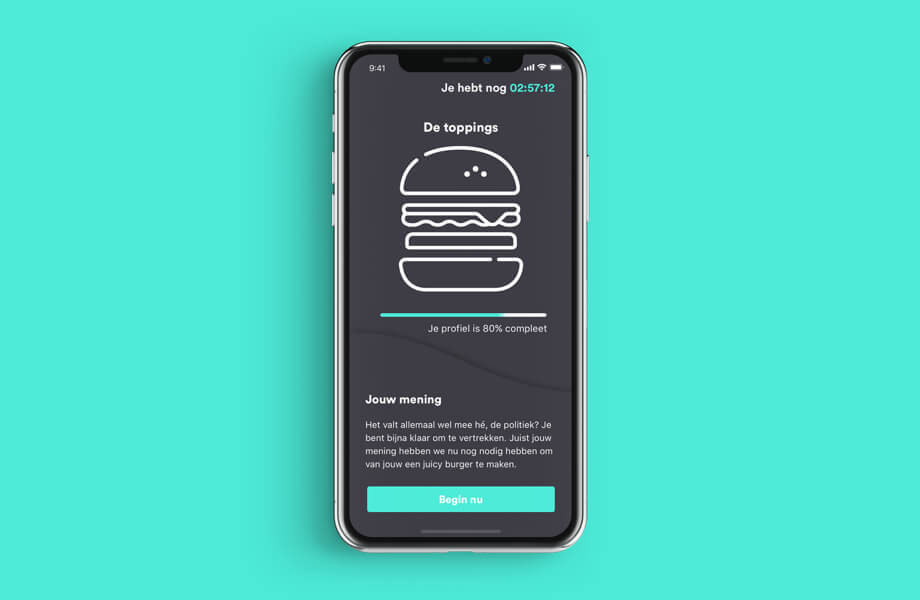 9:41
Je hebt nog 02:57:12
De toppings
Je profiel is 80% compleet
Jouw mening
Het valt allemaal wel mee hé, de politiek? Je
bent bijna klaar om te vertrekken. Juist jouw
mening hebben we nu nog nodig hebben om
van jouw een juicy burger te maken.
Begin nu